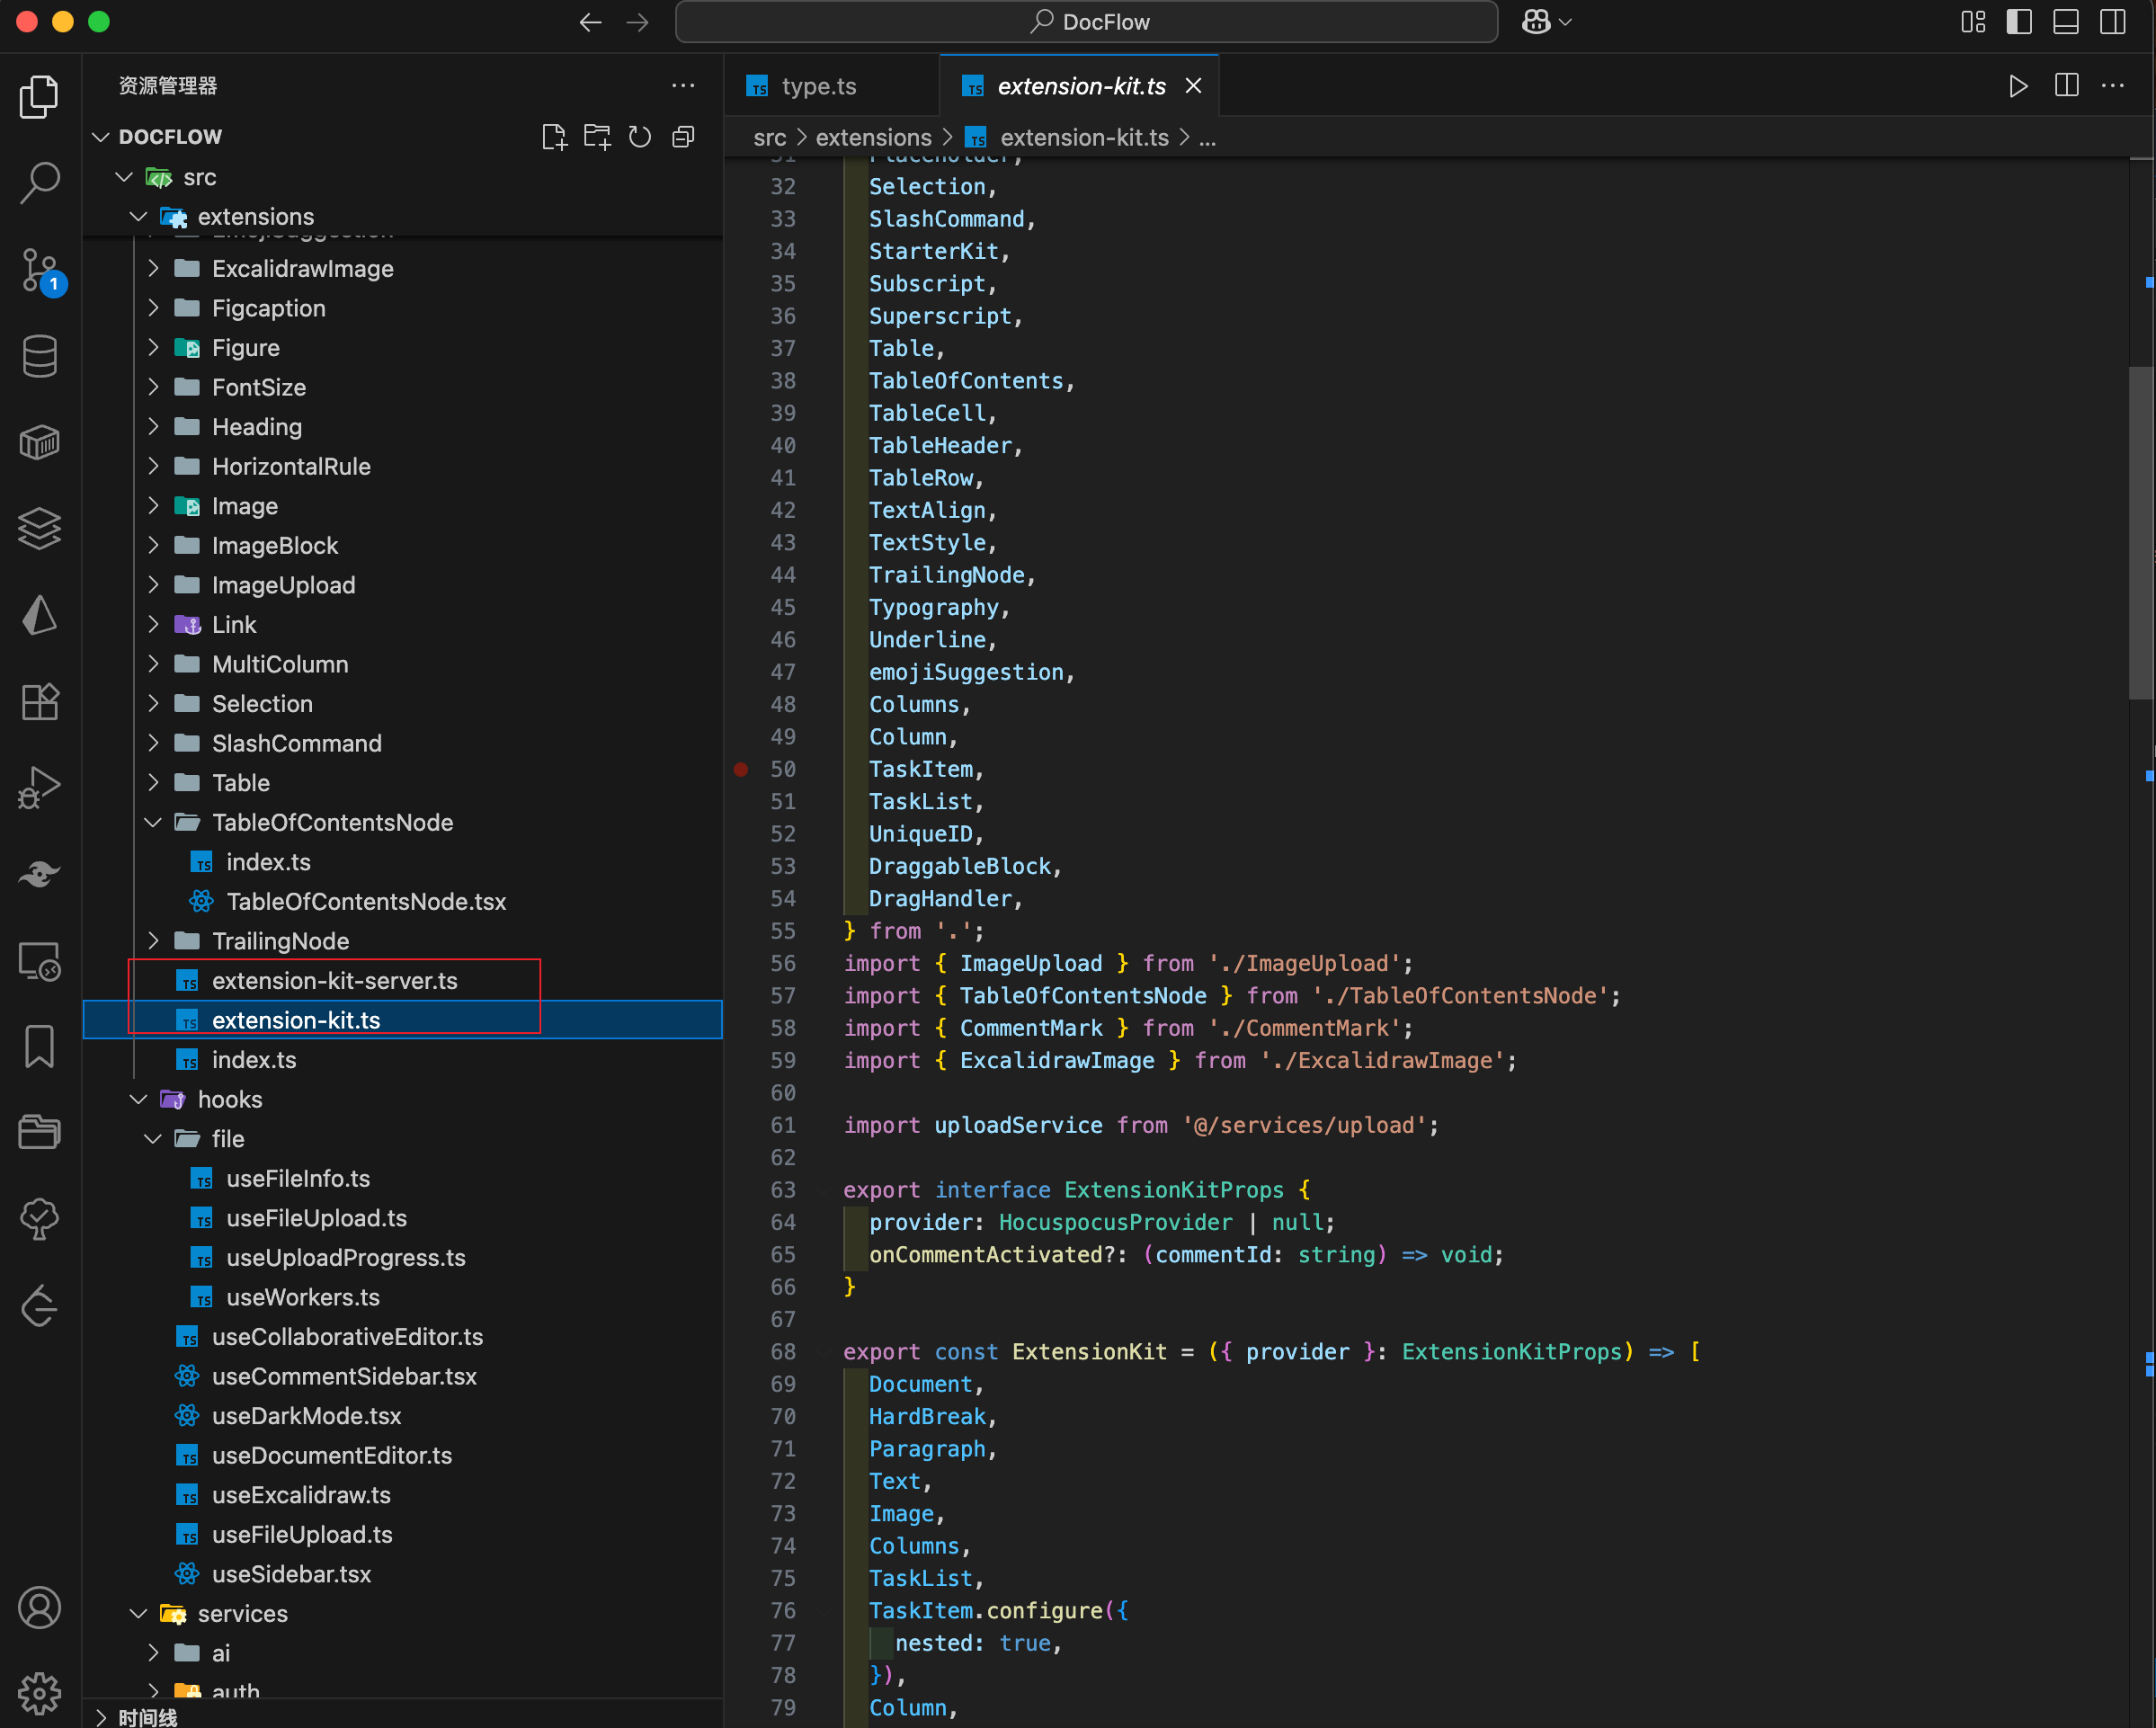 DocFlow
资源管理器
type.ts
extension-kit.ts
DOCFLOW
src > extensions > extension-kit.ts > ...
src
extensions
ExcalidrawImage
Figcaption
Figure
FontSize
Heading
HorizontalRule
Image
ImageBlock
ImageUpload
Link
MultiColumn
Selection
SlashCommand
Table
TableOfContentsNode
index.ts
TableOfContentsNode.tsx
TrailingNode
extension-kit-server.ts
extension-kit.ts
index.ts
hooks
file
useFileInfo.ts
useFileUpload.ts
useUploadProgress.ts
useWorkers.ts
useCollaborativeEditor.ts
useCommentSidebar.tsx
useDarkMode.tsx
useDocumentEditor.ts
useExcalidraw.ts
useFileUpload.ts
useSidebar.tsx
services
ai
auth
时间线
1
31 Placeholder,
32 Selection,
33 SlashCommand,
34 StarterKit,
35 Subscript,
36 Superscript,
37 Table,
38 TableOfContents,
39 TableCell,
40 TableHeader,
41 TableRow,
42 TextAlign,
43 TextStyle,
44 TrailingNode,
45 Typography,
46 Underline,
47 emojiSuggestion,
48 Columns,
49 Column,
50 TaskItem,
51 TaskList,
52 UniqueID,
53 DraggableBlock,
54 DragHandler,
55 } from '.';
56 import { ImageUpload } from './ImageUpload';
57 import { TableOfContentsNode } from './TableOfContentsNode';
58 import { CommentMark } from './CommentMark';
59 import { ExcalidrawImage } from './ExcalidrawImage';
60
61 import uploadService from '@/services/upload';
62
63 export interface ExtensionKitProps {
64 provider: HocuspocusProvider | null;
65 onCommentActivated?: (commentId: string) => void;
66 }
67
68 export const ExtensionKit = ({ provider }: ExtensionKitProps) => [
69 Document,
70 HardBreak,
71 Paragraph,
72 Text,
73 Image,
74 Columns,
75 TaskList,
76 TaskItem.configure({
77 nested: true,
78 }),
79 Column,